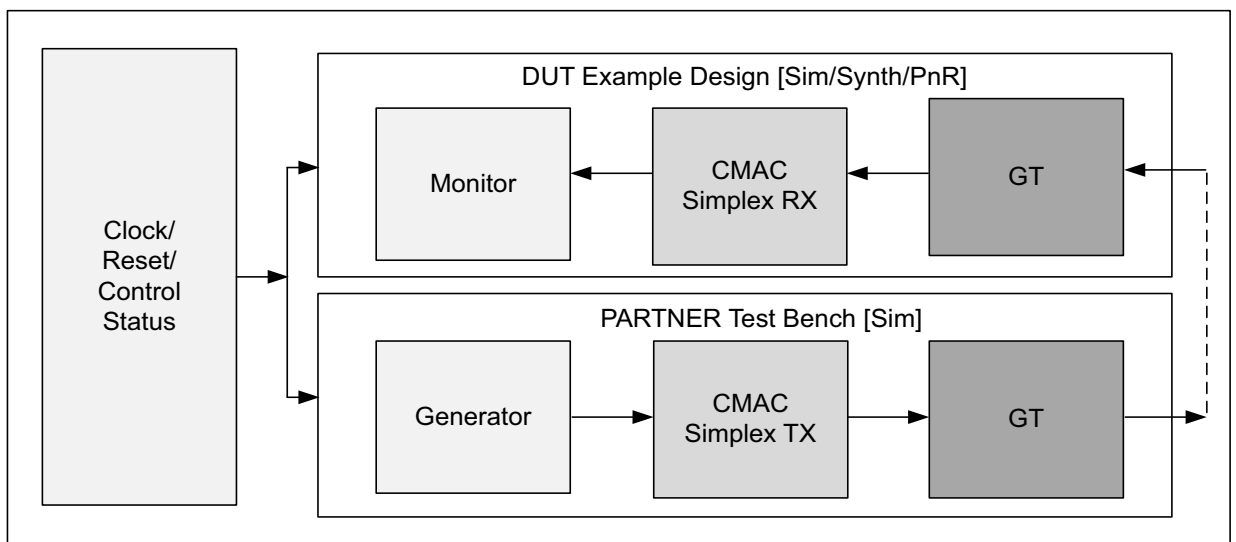 Clock/
Reset/
Control
Status
DUT Example Design [Sim/Synth/PnR]
Monitor
CMAC
Simplex RX
GT
PARTNER Test Bench [Sim]
Generator
CMAC
Simplex TX
GT